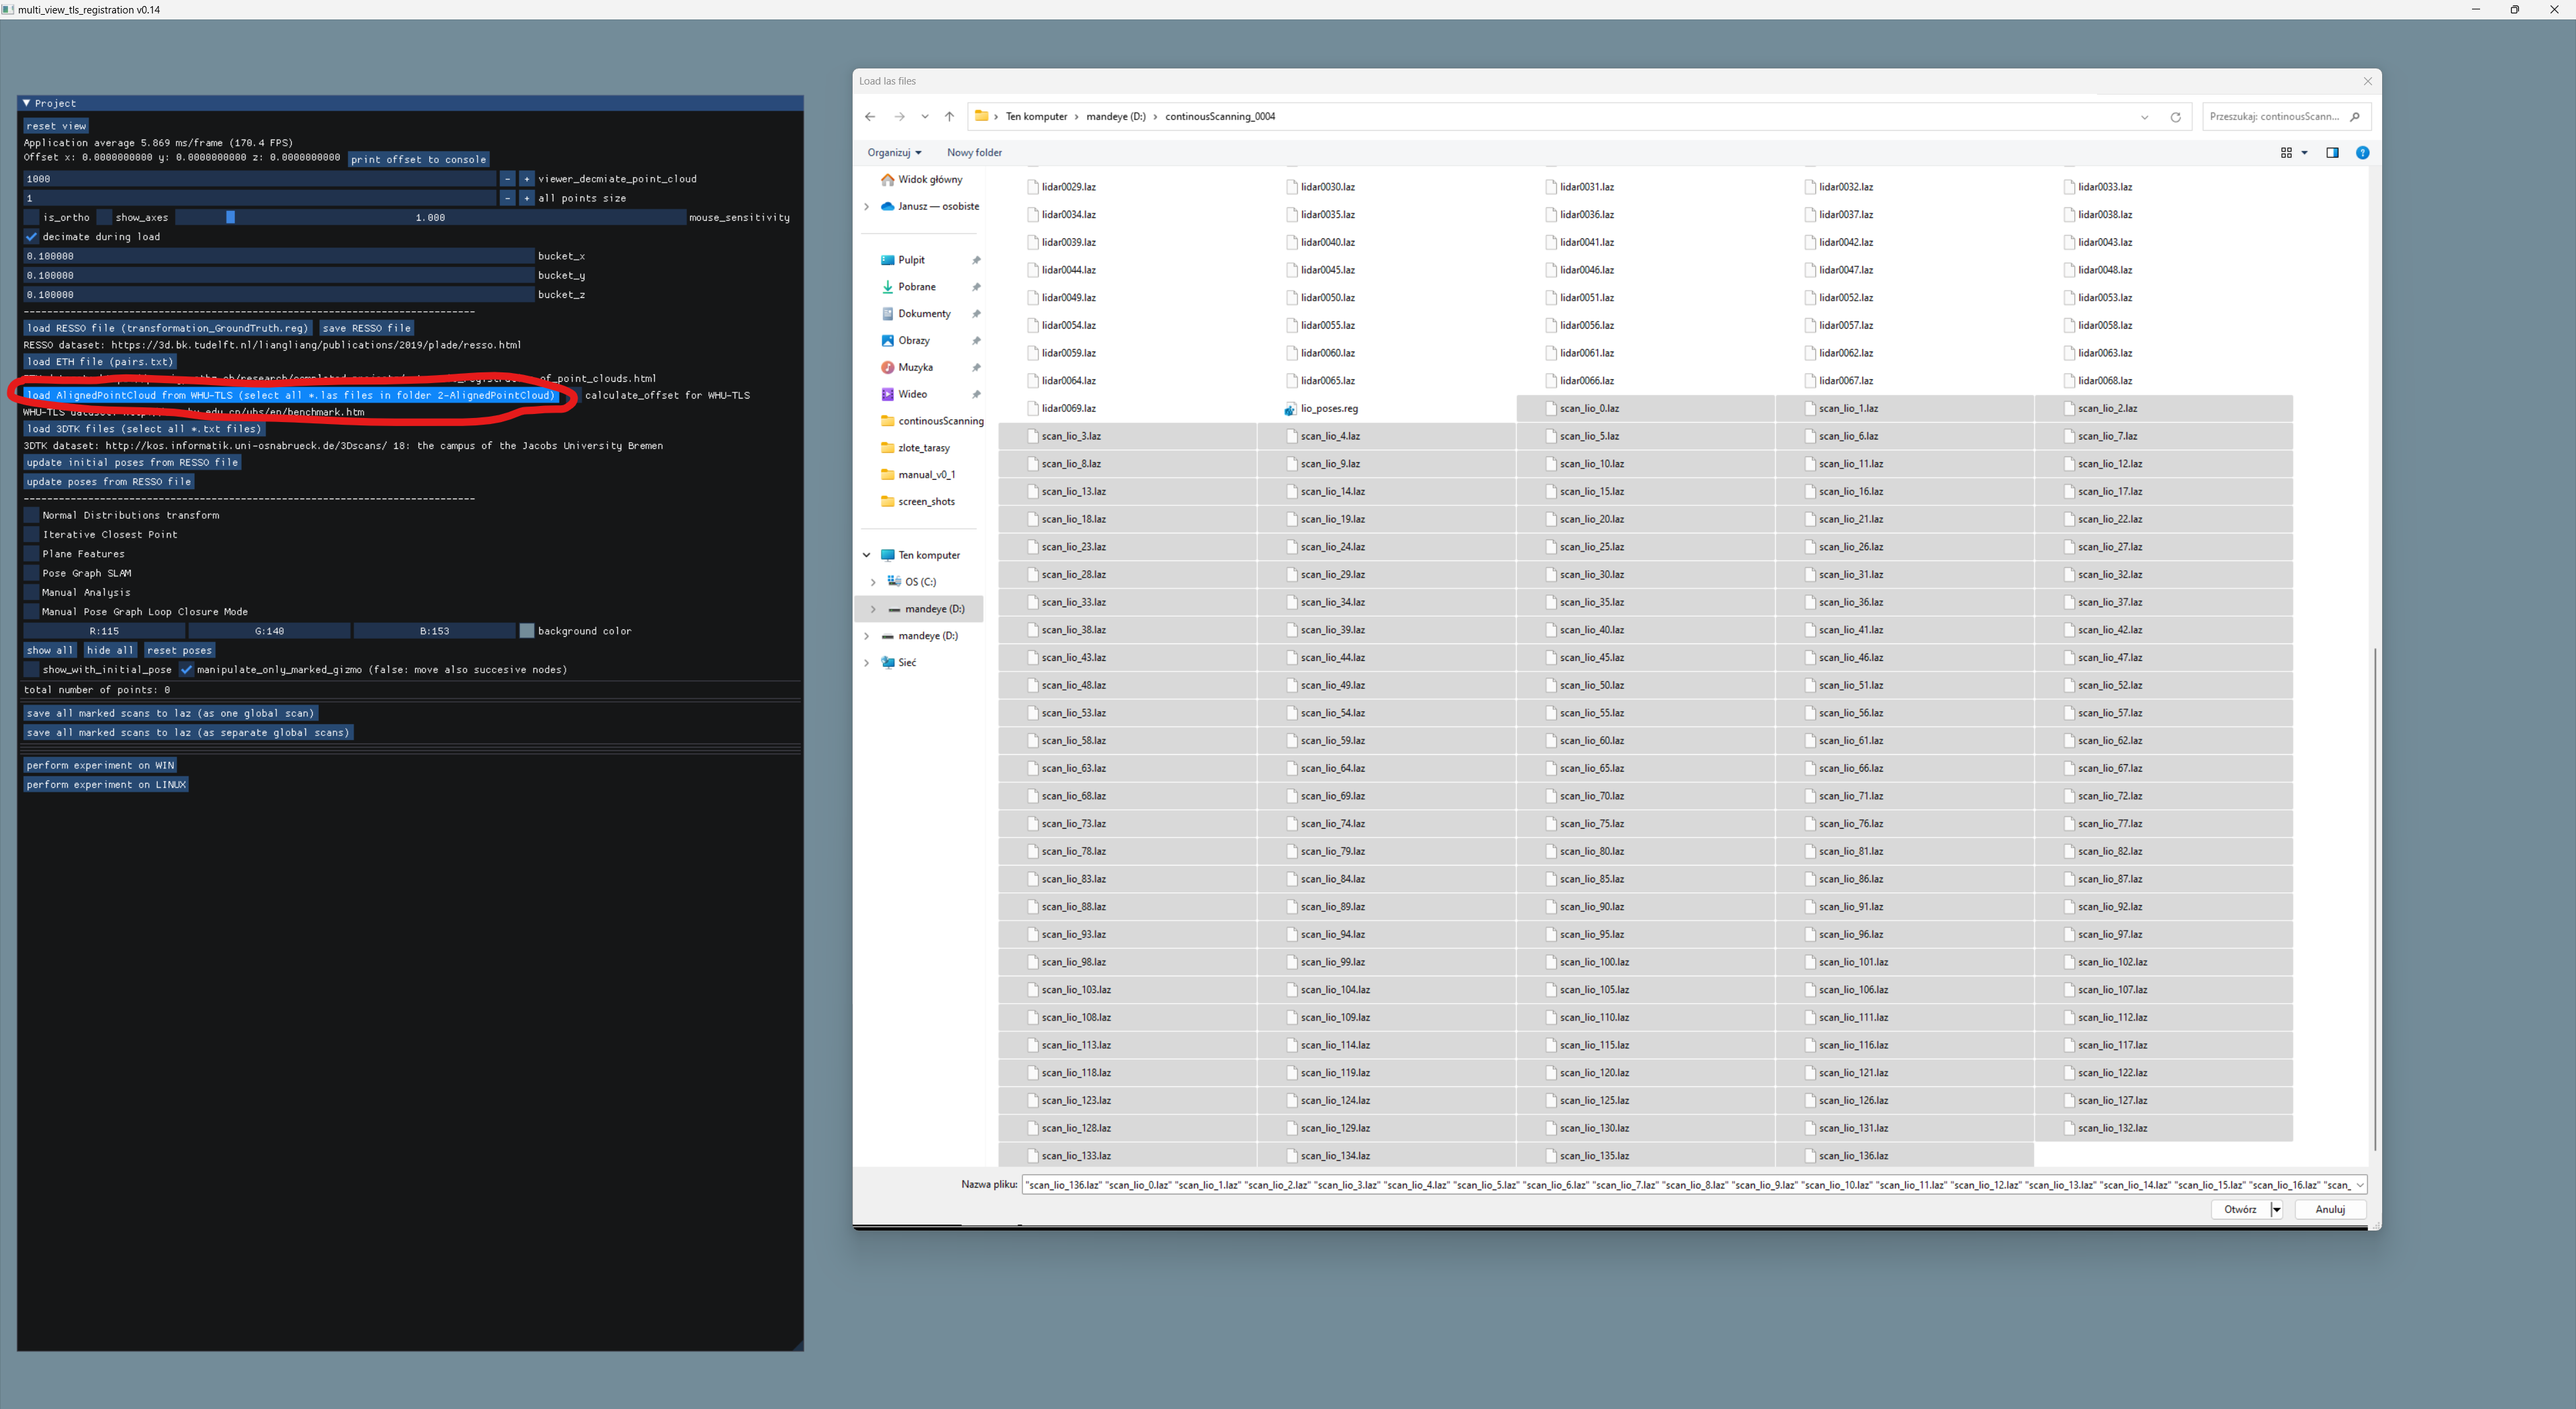 multi_view_tls_registration v0.14
Project
reset view
Application average 5.869 ms/frame (170.4 FPS)
Offset x: 0.0000000000 y: 0.0000000000 z: 0.0000000000 print offset to console
1000 - + viewer_decmiate_point_cloud
1 - + all points size
is_ortho show_axes 1.000 mouse_sensitivity
decimate during load
0.100000 bucket_x
0.100000 bucket_y
0.100000 bucket_z
--------------------------------------------------------------------------------
load RESSO file (transformation_GroundTruth.reg) save RESSO file
RESSO dataset: https://3d.bk.tudelft.nl/liangliang/publications/2019/plade/resso.html
load ETH file (pairs.txt)
of_point_clouds.html
load AlignedPointCloud from WHU-TLS (select all *.las files in folder 2-AlignedPointCloud) calculate_offset for WHU-TLS
WHU-TLS dataset: edu.cn/ubs/en/benchmark.htm
load 3DTK files (select all *.txt files)
3DTK dataset: http://kos.informatik.uni-osnabrueck.de/3Dscans/ 18: the campus of the Jacobs University Bremen
update initial poses from RESSO file
update poses from RESSO file
--------------------------------------------------------------------------------
Normal Distributions transform
Iterative Closest Point
Plane Features
Pose Graph SLAM
Manual Analysis
Manual Pose Graph Loop Closure Mode
R:115 G:140 B:153 background color
show all hide all reset poses
show_with_initial_pose manipulate_only_marked_gizmo (false: move also succesive nodes)
total number of points: 0
save all marked scans to laz (as one global scan)
save all marked scans to laz (as separate global scans)
perform experiment on WIN
perform experiment on LINUX
Load las files
Ten komputer > mandeye (D:) > continousScanning_0004
Przeszukaj: continousScann...
Organizuj Nowy folder
Widok główny
Janusz — osobiste
Pulpit
Pobrane
Dokumenty
Obrazy
Muzyka
Wideo
continousScanning
zlote_tarasy
manual_v0_1
screen_shots
Ten komputer
OS (C:)
mandeye (D:)
mandeye (D:)
Sieć
lidar0029.laz lidar0030.laz lidar0031.laz lidar0032.laz lidar0033.laz
lidar0034.laz lidar0035.laz lidar0036.laz lidar0037.laz lidar0038.laz
lidar0039.laz lidar0040.laz lidar0041.laz lidar0042.laz lidar0043.laz
lidar0044.laz lidar0045.laz lidar0046.laz lidar0047.laz lidar0048.laz
lidar0049.laz lidar0050.laz lidar0051.laz lidar0052.laz lidar0053.laz
lidar0054.laz lidar0055.laz lidar0056.laz lidar0057.laz lidar0058.laz
lidar0059.laz lidar0060.laz lidar0061.laz lidar0062.laz lidar0063.laz
lidar0064.laz lidar0065.laz lidar0066.laz lidar0067.laz lidar0068.laz
lidar0069.laz lio_poses.reg scan_lio_0.laz scan_lio_1.laz scan_lio_2.laz
scan_lio_3.laz scan_lio_4.laz scan_lio_5.laz scan_lio_6.laz scan_lio_7.laz
scan_lio_8.laz scan_lio_9.laz scan_lio_10.laz scan_lio_11.laz scan_lio_12.laz
scan_lio_13.laz scan_lio_14.laz scan_lio_15.laz scan_lio_16.laz scan_lio_17.laz
scan_lio_18.laz scan_lio_19.laz scan_lio_20.laz scan_lio_21.laz scan_lio_22.laz
scan_lio_23.laz scan_lio_24.laz scan_lio_25.laz scan_lio_26.laz scan_lio_27.laz
scan_lio_28.laz scan_lio_29.laz scan_lio_30.laz scan_lio_31.laz scan_lio_32.laz
scan_lio_33.laz scan_lio_34.laz scan_lio_35.laz scan_lio_36.laz scan_lio_37.laz
scan_lio_38.laz scan_lio_39.laz scan_lio_40.laz scan_lio_41.laz scan_lio_42.laz
scan_lio_43.laz scan_lio_44.laz scan_lio_45.laz scan_lio_46.laz scan_lio_47.laz
scan_lio_48.laz scan_lio_49.laz scan_lio_50.laz scan_lio_51.laz scan_lio_52.laz
scan_lio_53.laz scan_lio_54.laz scan_lio_55.laz scan_lio_56.laz scan_lio_57.laz
scan_lio_58.laz scan_lio_59.laz scan_lio_60.laz scan_lio_61.laz scan_lio_62.laz
scan_lio_63.laz scan_lio_64.laz scan_lio_65.laz scan_lio_66.laz scan_lio_67.laz
scan_lio_68.laz scan_lio_69.laz scan_lio_70.laz scan_lio_71.laz scan_lio_72.laz
scan_lio_73.laz scan_lio_74.laz scan_lio_75.laz scan_lio_76.laz scan_lio_77.laz
scan_lio_78.laz scan_lio_79.laz scan_lio_80.laz scan_lio_81.laz scan_lio_82.laz
scan_lio_83.laz scan_lio_84.laz scan_lio_85.laz scan_lio_86.laz scan_lio_87.laz
scan_lio_88.laz scan_lio_89.laz scan_lio_90.laz scan_lio_91.laz scan_lio_92.laz
scan_lio_93.laz scan_lio_94.laz scan_lio_95.laz scan_lio_96.laz scan_lio_97.laz
scan_lio_98.laz scan_lio_99.laz scan_lio_100.laz scan_lio_101.laz scan_lio_102.laz
scan_lio_103.laz scan_lio_104.laz scan_lio_105.laz scan_lio_106.laz scan_lio_107.laz
scan_lio_108.laz scan_lio_109.laz scan_lio_110.laz scan_lio_111.laz scan_lio_112.laz
scan_lio_113.laz scan_lio_114.laz scan_lio_115.laz scan_lio_116.laz scan_lio_117.laz
scan_lio_118.laz scan_lio_119.laz scan_lio_120.laz scan_lio_121.laz scan_lio_122.laz
scan_lio_123.laz scan_lio_124.laz scan_lio_125.laz scan_lio_126.laz scan_lio_127.laz
scan_lio_128.laz scan_lio_129.laz scan_lio_130.laz scan_lio_131.laz scan_lio_132.laz
scan_lio_133.laz scan_lio_134.laz scan_lio_135.laz scan_lio_136.laz
Nazwa pliku: "scan_lio_136.laz" "scan_lio_0.laz" "scan_lio_1.laz" "scan_lio_2.laz" "scan_lio_3.laz" "scan_lio_4.laz" "scan_lio_5.laz" "scan_lio_6.laz" "scan_lio_7.laz" "scan_lio_8.laz" "scan_lio_9.laz" "scan_lio_10.laz" "scan_lio_11.laz" "scan_lio_12.laz" "scan_lio_13.laz" "scan_lio_14.laz" "scan_lio_15.laz" "scan_lio_16.laz" "scan_
Otwórz Anuluj